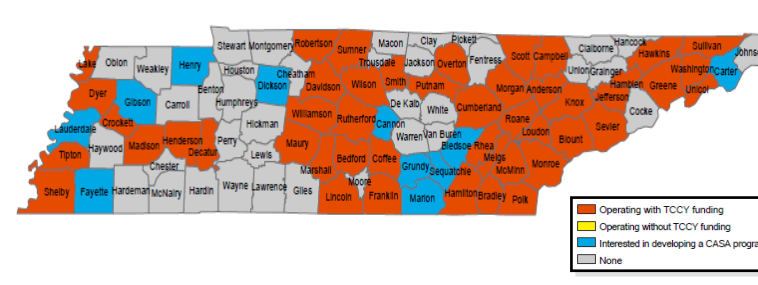 Stewart Montgomery Robertson Sumner Macon Clay Pickett
Lake Obion Weakley Henry Trousdale Jackson Overton Fentress Scott Campbell Claiborne Hancock Hawkins Sullivan Johns
Houston Cheatham Dickson Davidson Wilson Smith Putnam Morgan Anderson Union Grainger Hamblen Washington Carter
Dyer Gibson Carroll Benton Humphreys Williamson Rutherford De Kalb White Cumberland Knox Jefferson Greene Unicoi
Lauderdale Crockett Hickman Cannon Warren Van Buren Roane Loudon Sevier Cocke
Tipton Haywood Madison Henderson Decatur Perry Lewis Maury Bedford Coffee Bledsoe Rhea Meigs Blount
Chester Marshall Moore Grundy Sequatchie McMinn Monroe
Shelby Fayette Hardeman McNairy Hardin Wayne Lawrence Giles Lincoln Franklin Marion Hamilton Bradley Polk
Operating with TCCY funding
Operating without TCCY funding
Interested in developing a CASA progra
None